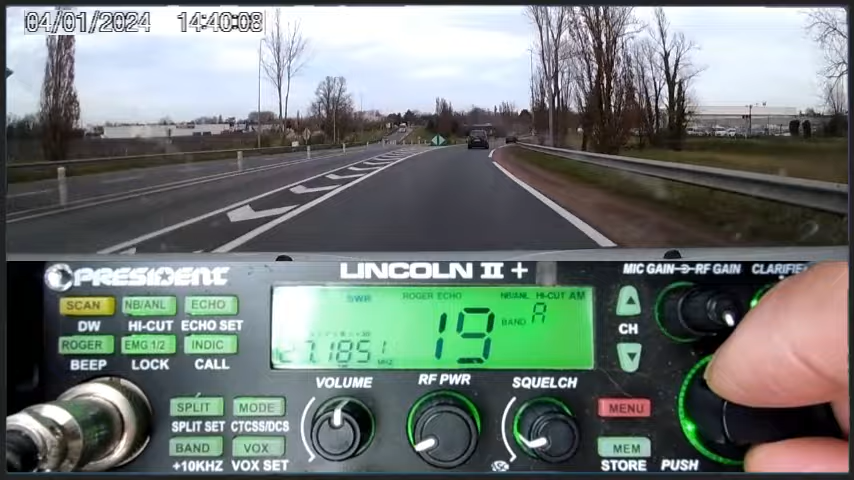 04/01/2024 14:40:08
PRESIDENT LINCOLN II + MIC GAIN RF GAIN
SCAN NB/ANL ECHO
DW HI-CUT ECHO SET
ROGER EMG 1/2 INDIC
BEEP LOCK CALL
SWR ROGER ECHO NB/ANL HI-CUT AM
19 BAND A
27.1851 MHZ
CH
VOLUME RF PWR SQUELCH
SPLIT MODE MENU
SPLIT SET CTCSS/DCS
BAND VOX MEM
+10KHZ VOX SET STORE PUSH